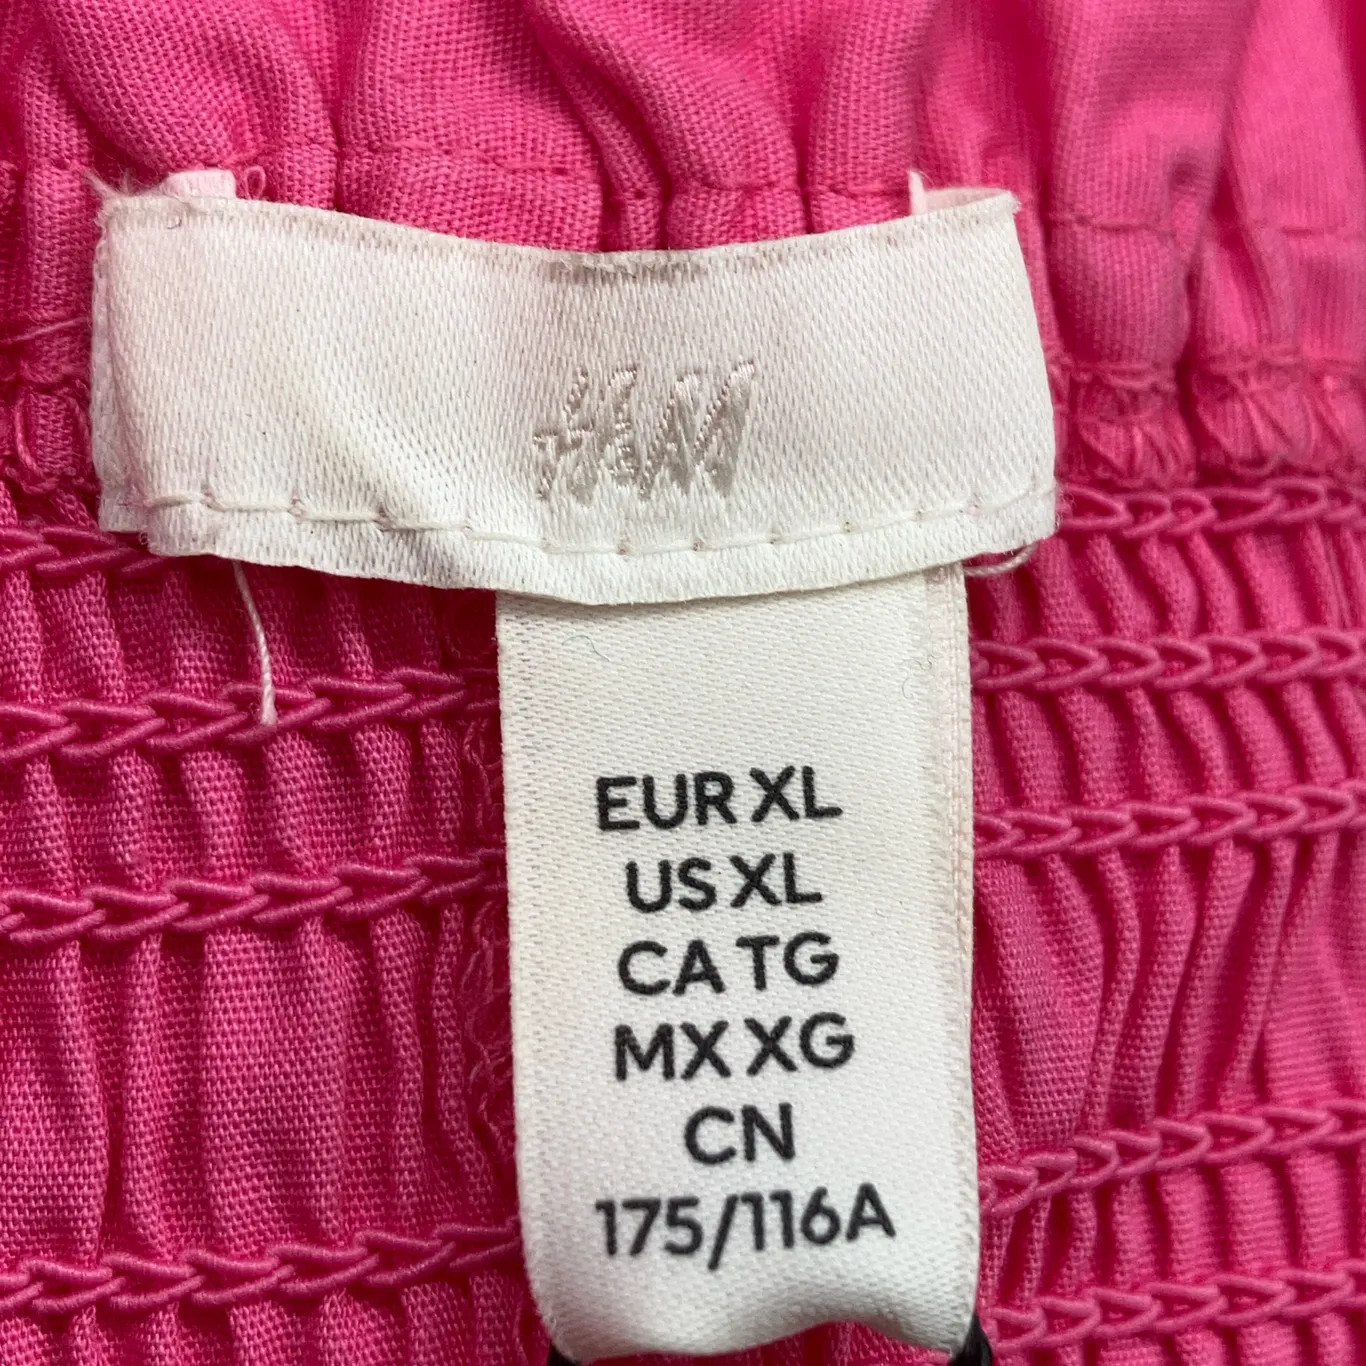 H&M
EUR XL
US XL
CA TG
MX XG
CN
175/116A